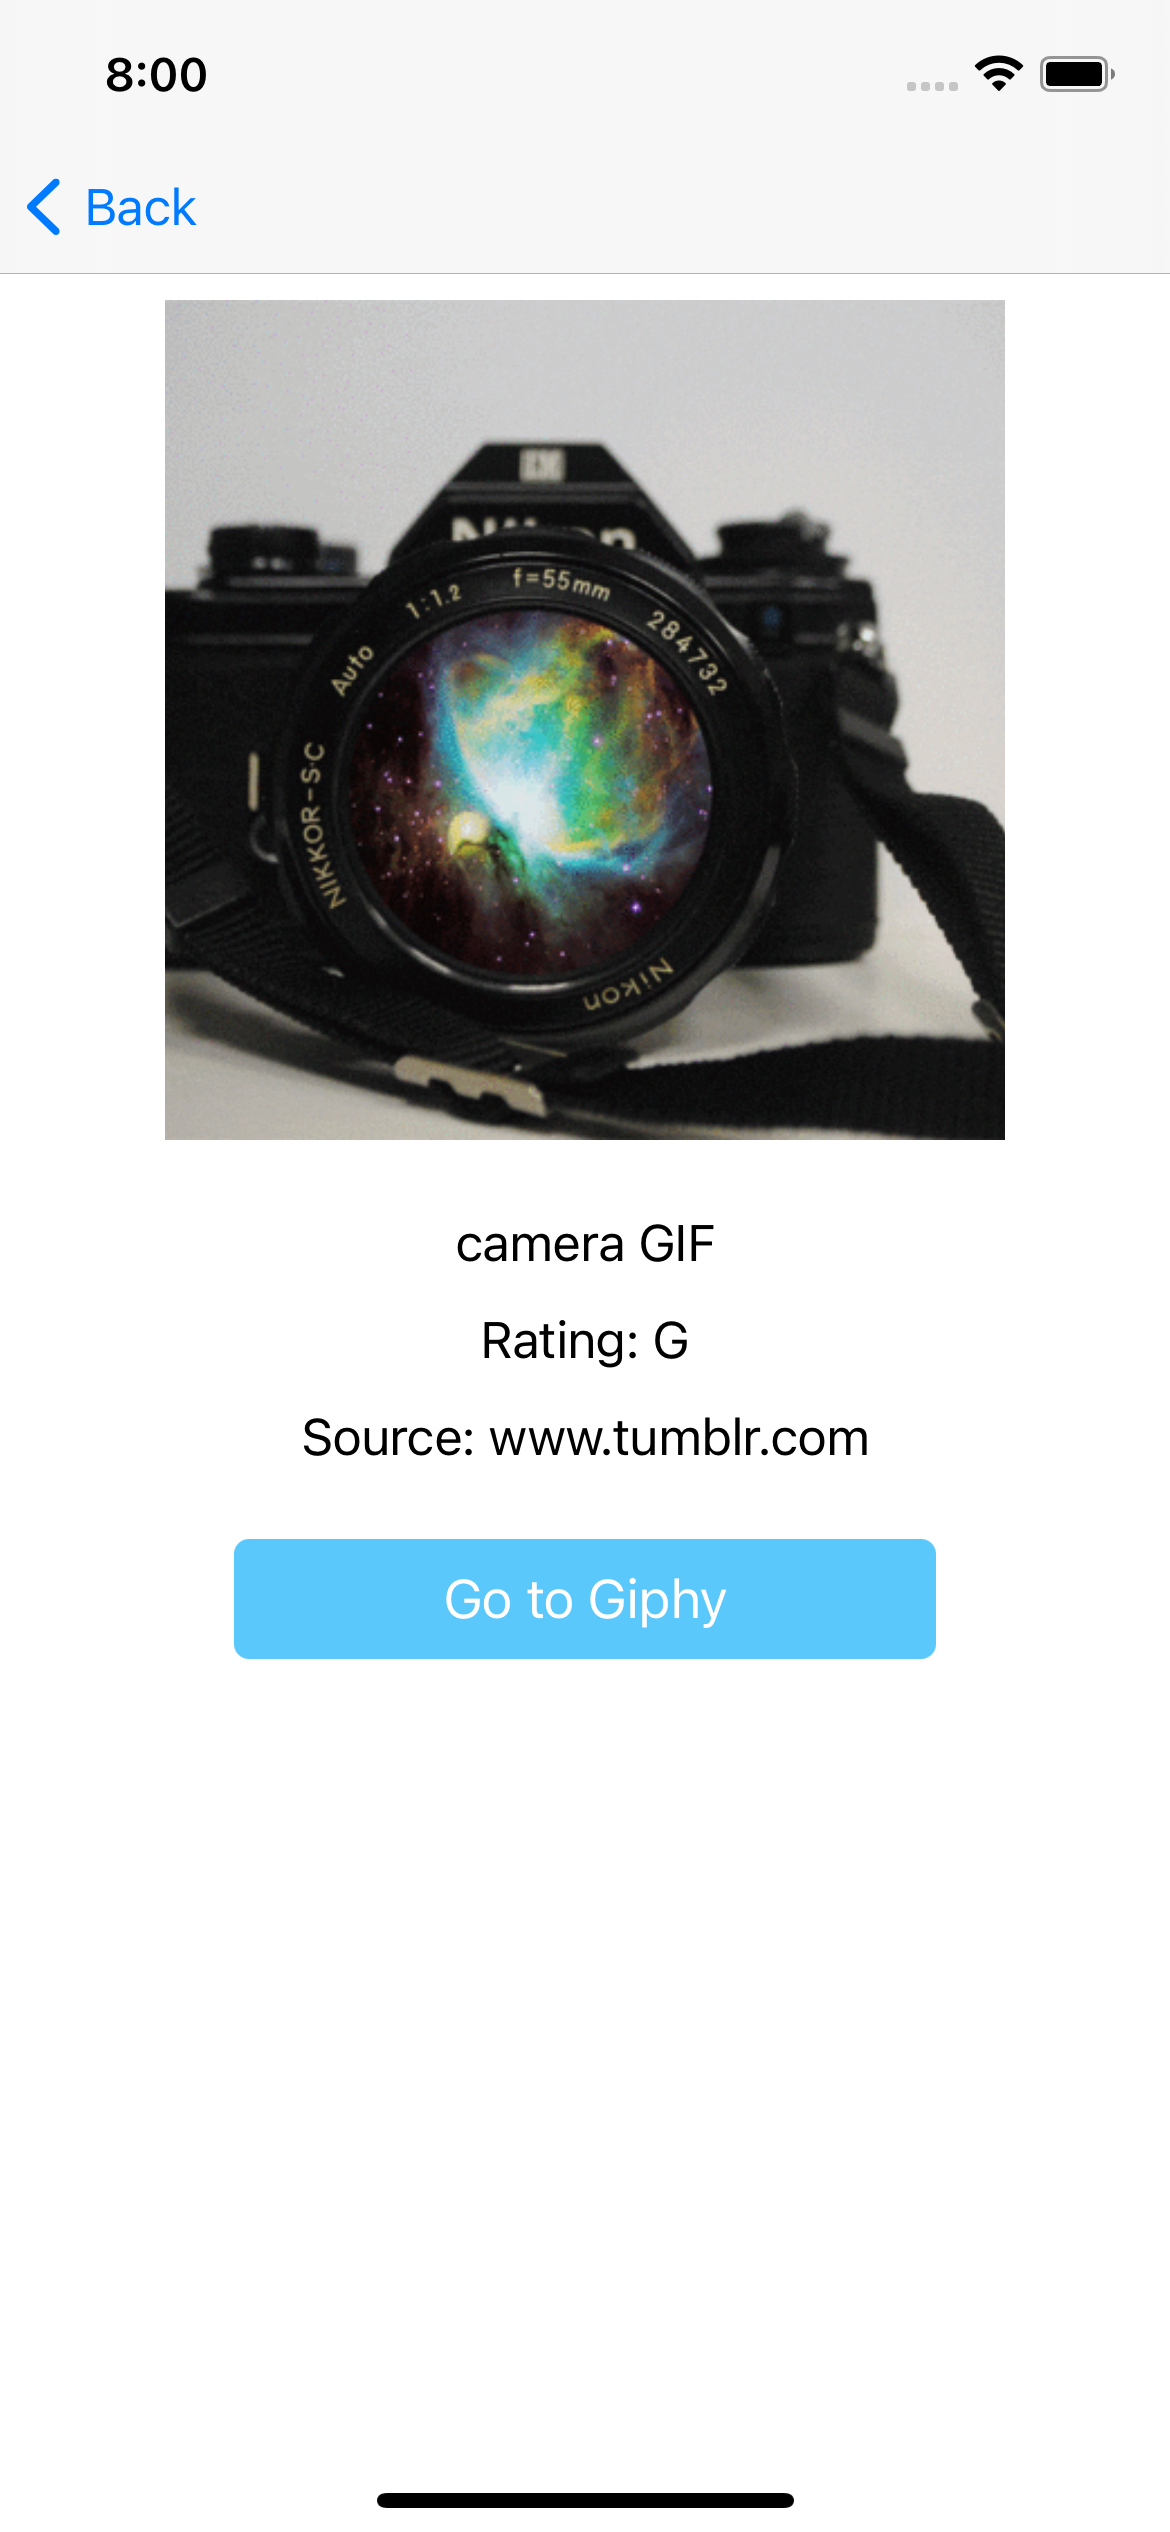 8:00
Back
Auto 1:1.2 f=55mm 284732
NIKKOR-S·C
Nikon
camera GIF
Rating: G
Source: www.tumblr.com
Go to Giphy